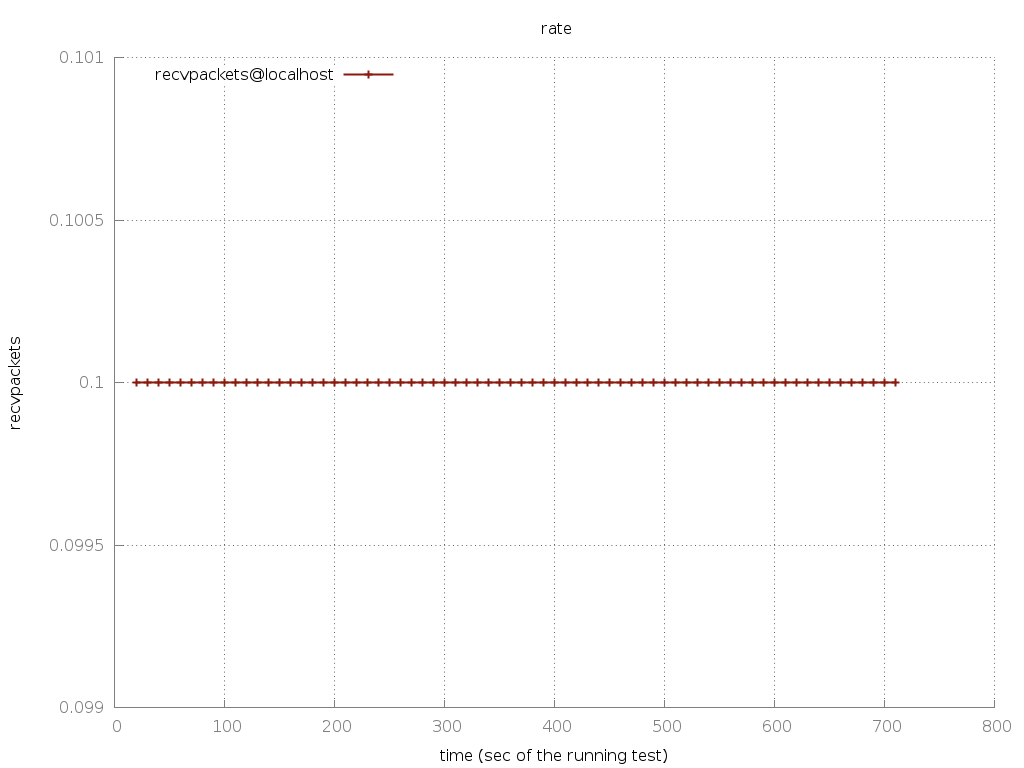 rate
0.101
recvpackets@localhost
0.1005
0.1
recvpackets
0.0995
0.099
0 100 200 300 400 500 600 700 800
time (sec of the running test)